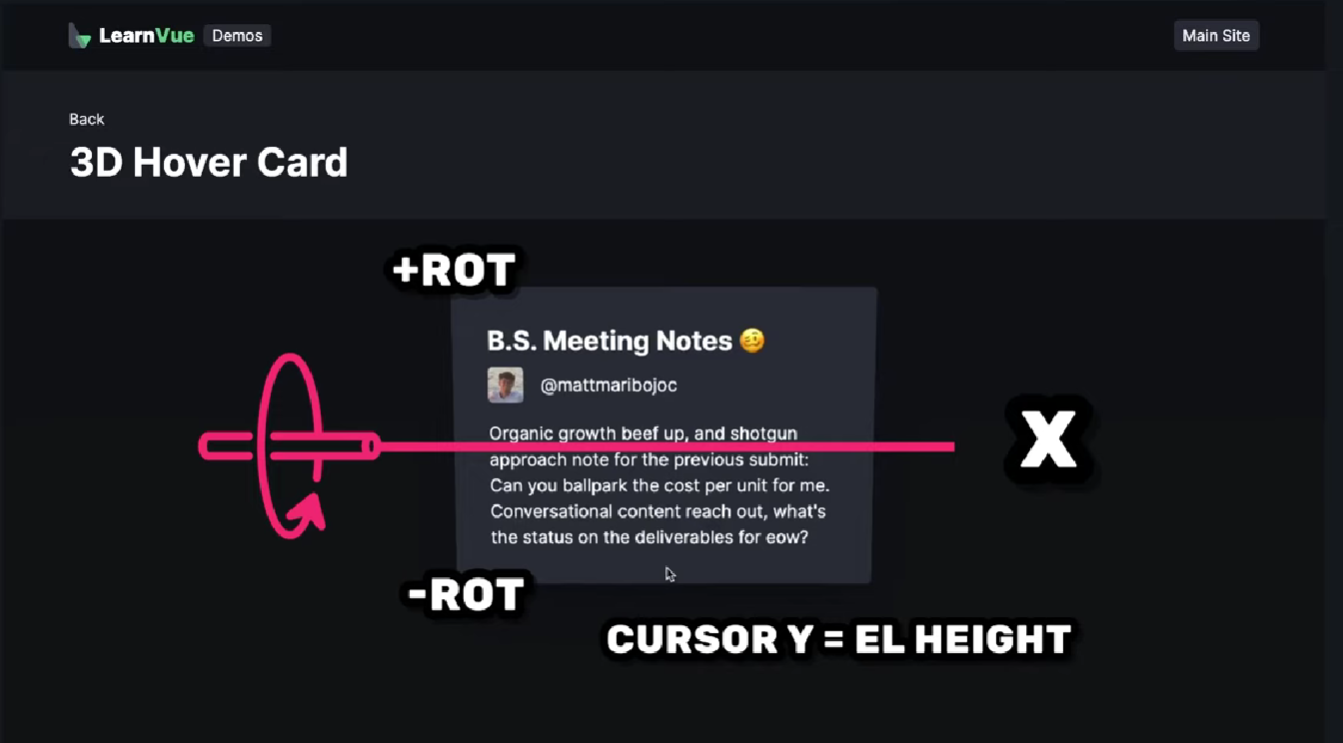 LearnVue Demos
Main Site
Back
3D Hover Card
+ROT
B.S. Meeting Notes 🥴
@mattmaribojoc
Organic growth beef up, and shotgun
approach note for the previous submit:
Can you ballpark the cost per unit for me.
Conversational content reach out, what's
the status on the deliverables for eow?
X
-ROT
CURSOR Y = EL HEIGHT